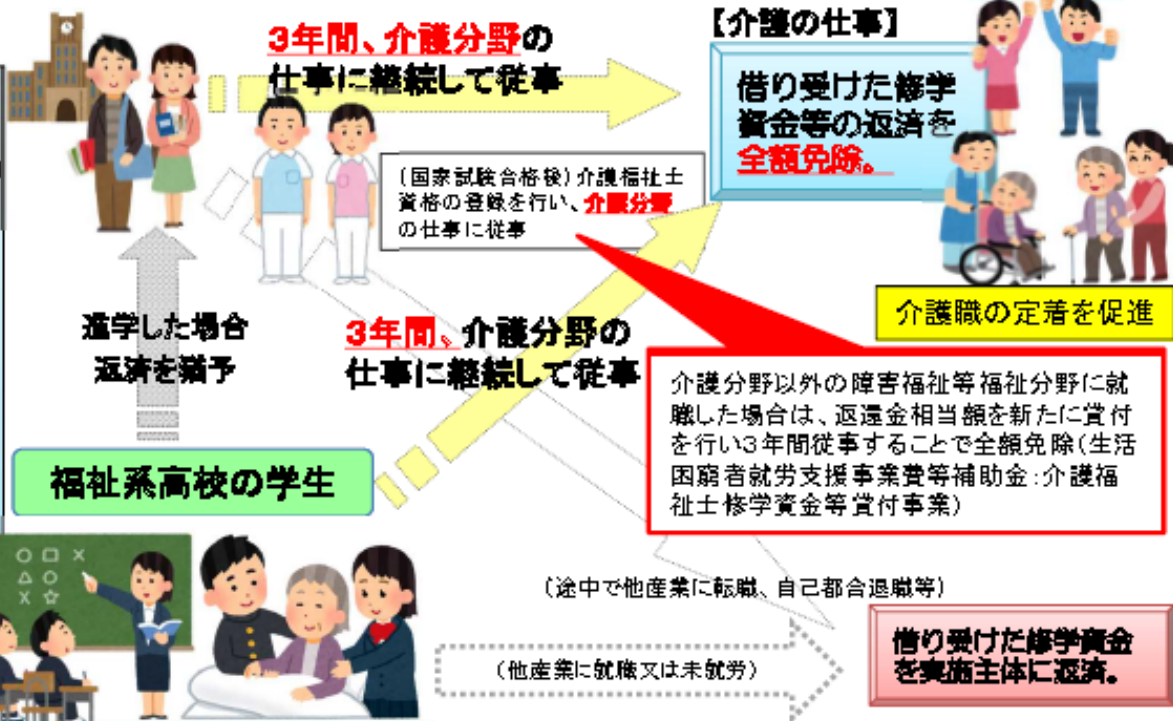 3年間、介護分野の
仕事に継続して従事
【介護の仕事】
借り受けた修学
資金等の返済を
全額免除。
(国家試験合格後)介護福祉士
資格の登録を行い、介護分野
の仕事に従事
進学した場合
返済を猶予
3年間、介護分野の
仕事に継続して従事
介護職の定着を促進
介護分野以外の障害福祉等福祉分野に就
職した場合は、返還金相当額を新たに貸付
を行い3年間従事することで全額免除(生活
困窮者就労支援事業費等補助金:介護福
祉士修学資金等貸付事業)
福祉系高校の学生
(途中で他産業に転職、自己都合退職等)
(他産業に就職又は未就労)
借り受けた修学資金
を実施主体に返済。